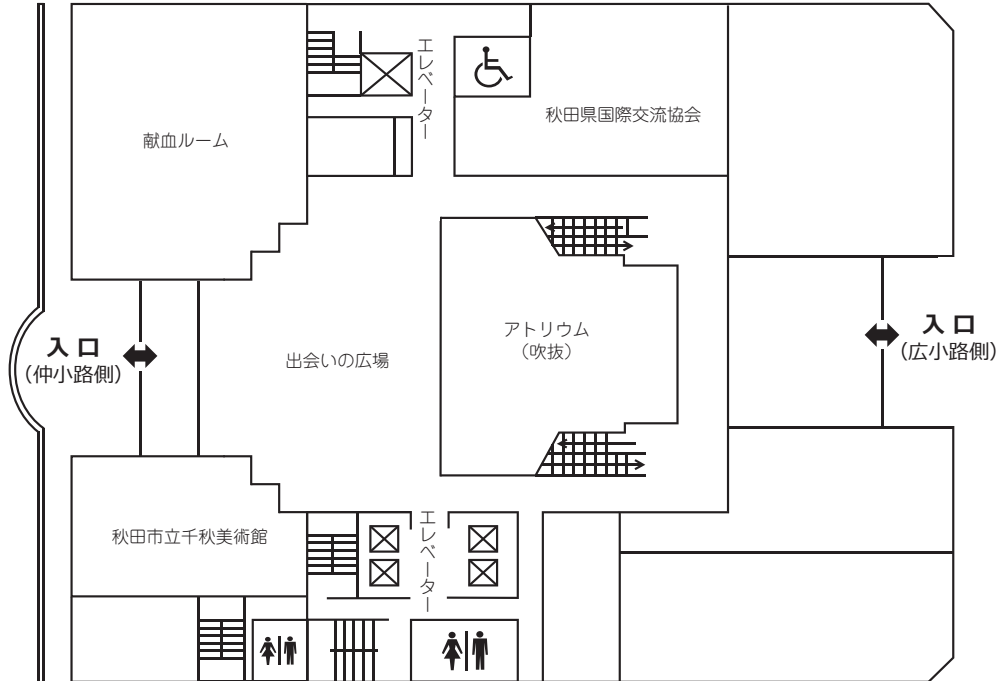 エレベーター
秋田県国際交流協会
献血ルーム
アトリウム
(吹抜)
出会いの広場
入口
(仲小路側)
入口
(広小路側)
秋田市立千秋美術館
エレベーター